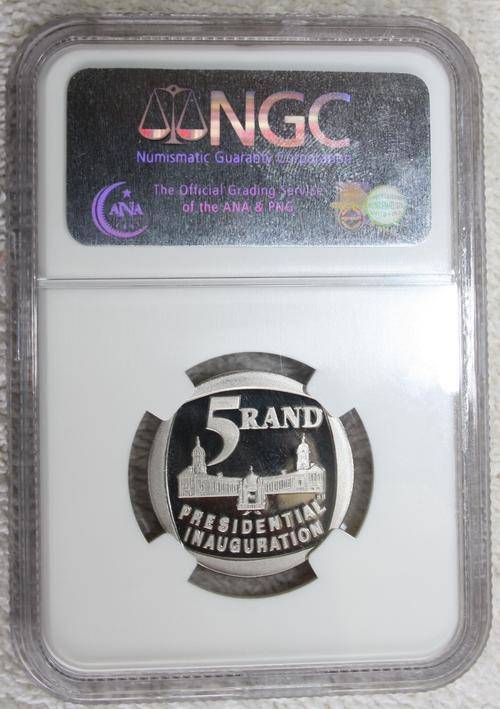 NGC
Numismatic Guaranty Corporation
The Official Grading Service
of the ANA & PNG
ANA
5 RAND
PRESIDENTIAL
INAUGURATION